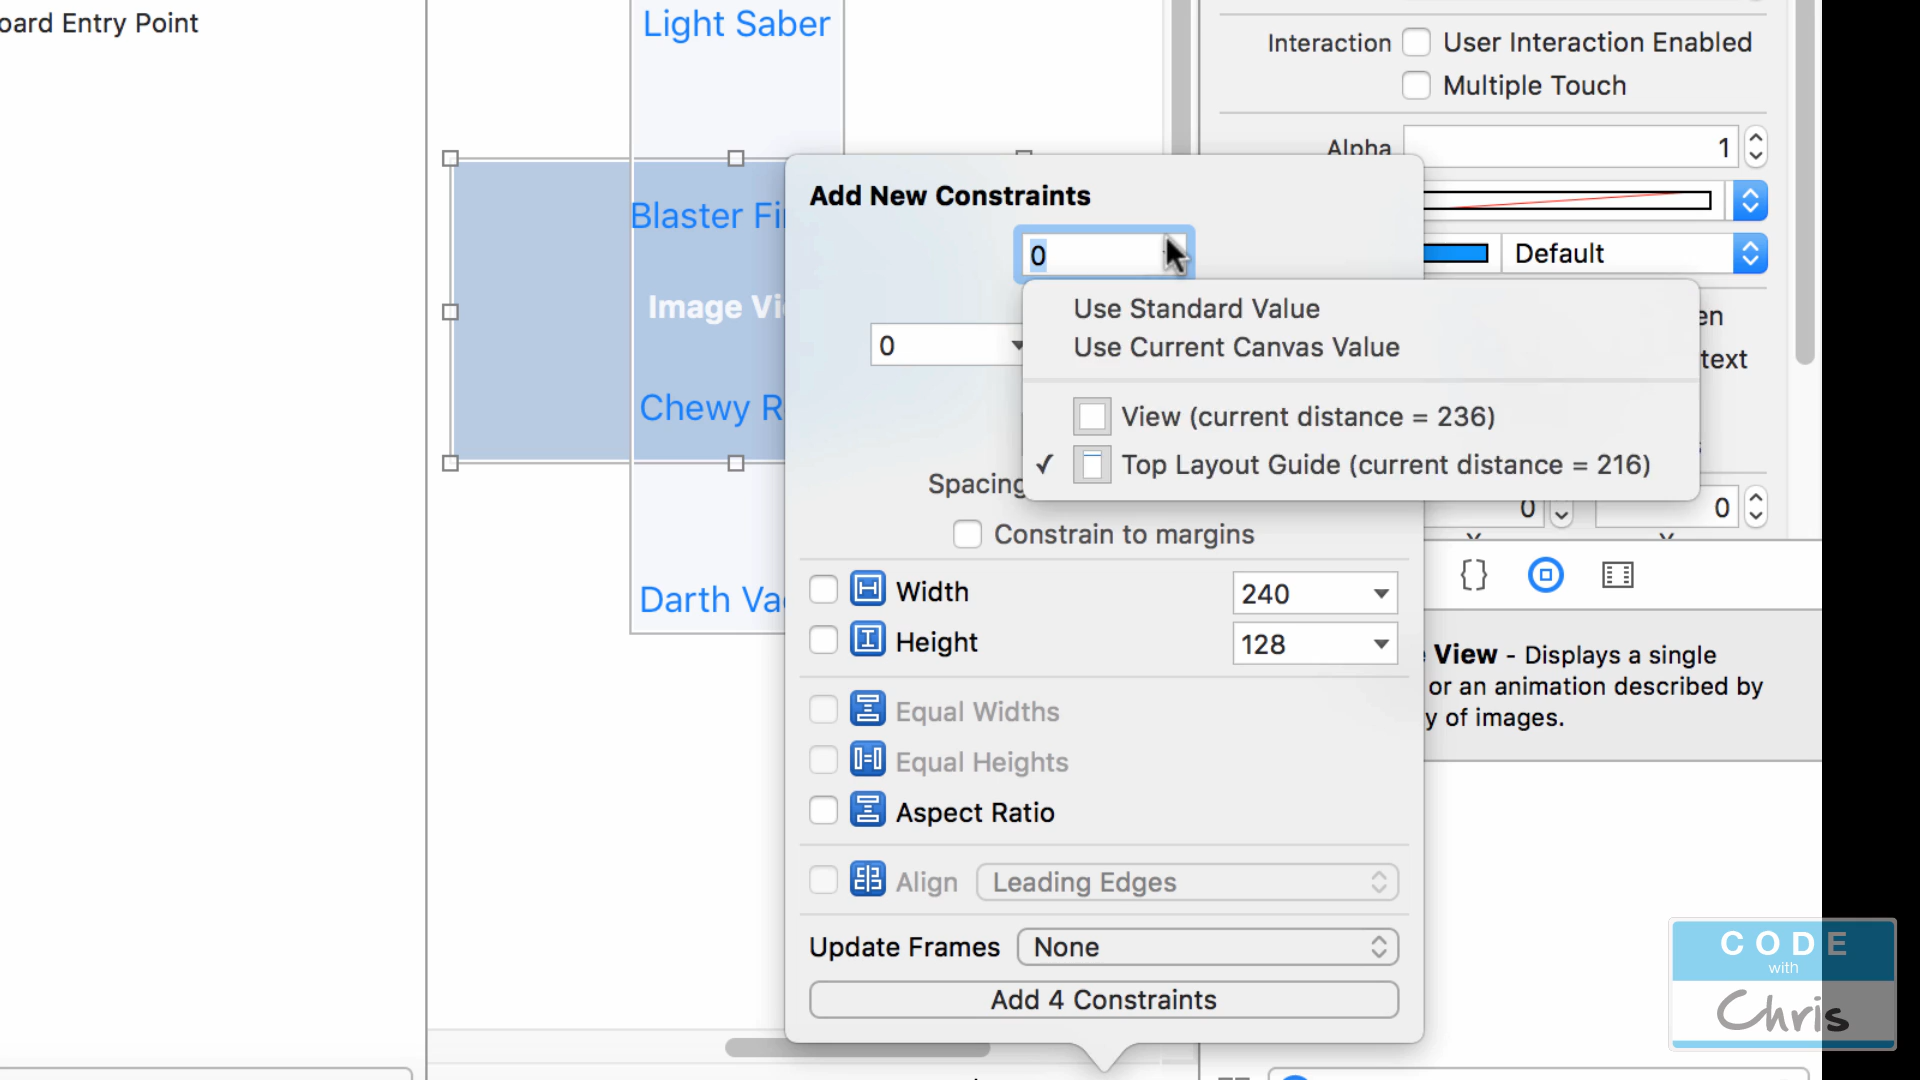 oard Entry Point
Light Saber
Interaction
User Interaction Enabled
Multiple Touch
Alpha
1
Add New Constraints
Blaster Fi
0
Default
Use Standard Value
Image Vi
en
0
Use Current Canvas Value
text
Chewy R
View (current distance = 236)
✓ Top Layout Guide (current distance = 216)
Spacing
0
0
Constrain to margins
Width
240
Darth Va
Height
128
View - Displays a single
or an animation described by
y of images.
Equal Widths
Equal Heights
Aspect Ratio
Align
Leading Edges
Update Frames
None
Add 4 Constraints
CODE
with
Chris